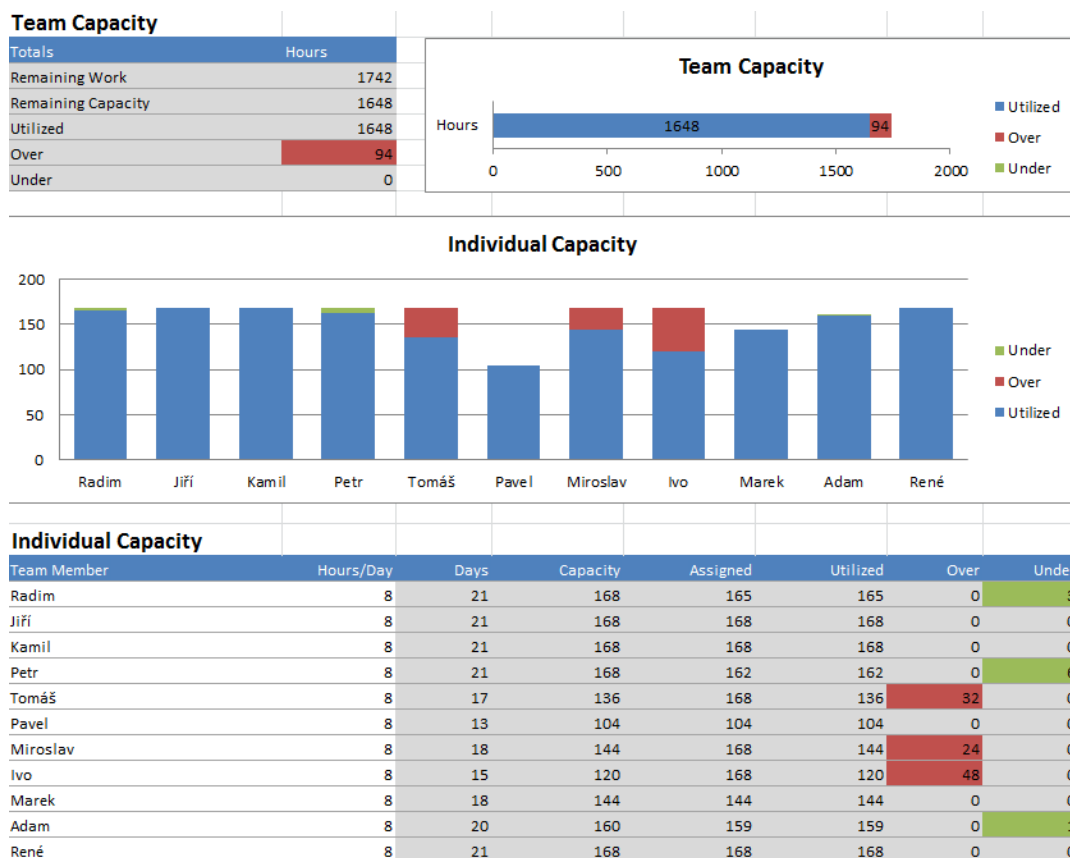 Team Capacity
Totals Hours
Remaining Work 1742
Remaining Capacity 1648
Utilized 1648
Over 94
Under 0
Team Capacity
Hours 1648 94
0 500 1000 1500 2000
Utilized
Over
Under
Individual Capacity
200
150
100
50
0
Radim Jiří Kamil Petr Tomáš Pavel Miroslav Ivo Marek Adam René
Under
Over
Utilized
Individual Capacity
Team Member Hours/Day Days Capacity Assigned Utilized Over Unde
Radim 8 21 168 165 165 0
Jiří 8 21 168 168 168 0
Kamil 8 21 168 168 168 0
Petr 8 21 168 162 162 0
Tomáš 8 17 136 168 136 32
Pavel 8 13 104 104 104 0
Miroslav 8 18 144 168 144 24
Ivo 8 15 120 168 120 48
Marek 8 18 144 144 144 0
Adam 8 20 160 159 159 0
René 8 21 168 168 168 0